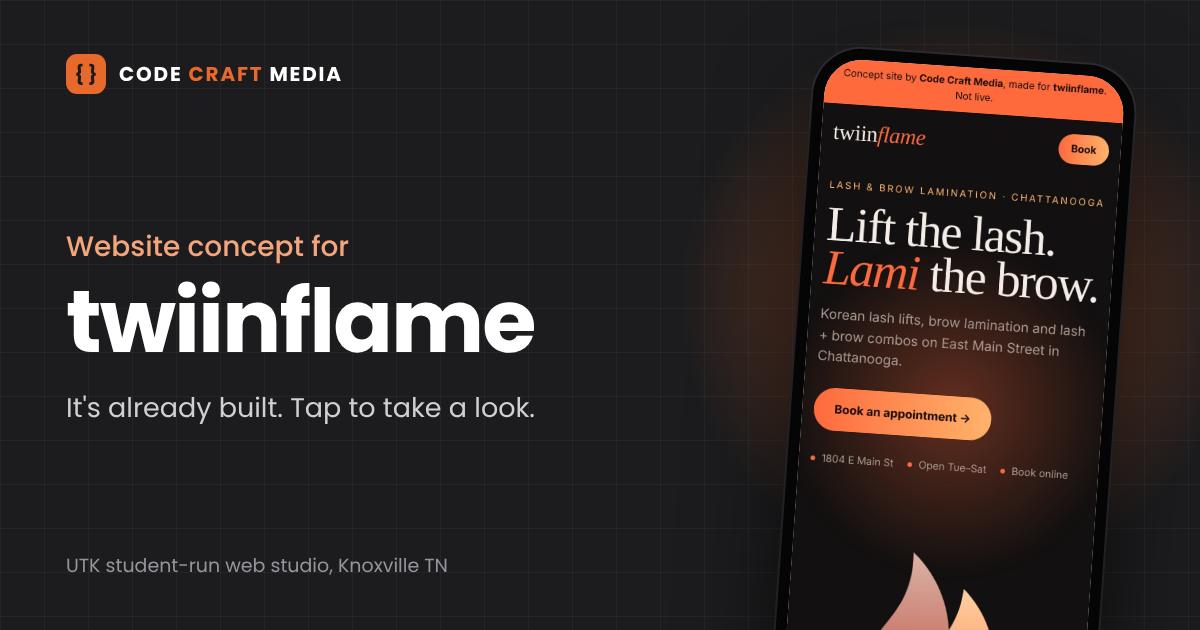 { } CODE CRAFT MEDIA
Website concept for
twiinflame
It's already built. Tap to take a look.
UTK student-run web studio, Knoxville TN
Concept site by Code Craft Media, made for twiinflame.
Not live.
twiinflame
Book
LASH & BROW LAMINATION · CHATTANOOGA
Lift the lash.
Lami the brow.
Korean lash lifts, brow lamination and lash
+ brow combos on East Main Street in
Chattanooga.
Book an appointment →
• 1804 E Main St • Open Tue–Sat • Book online